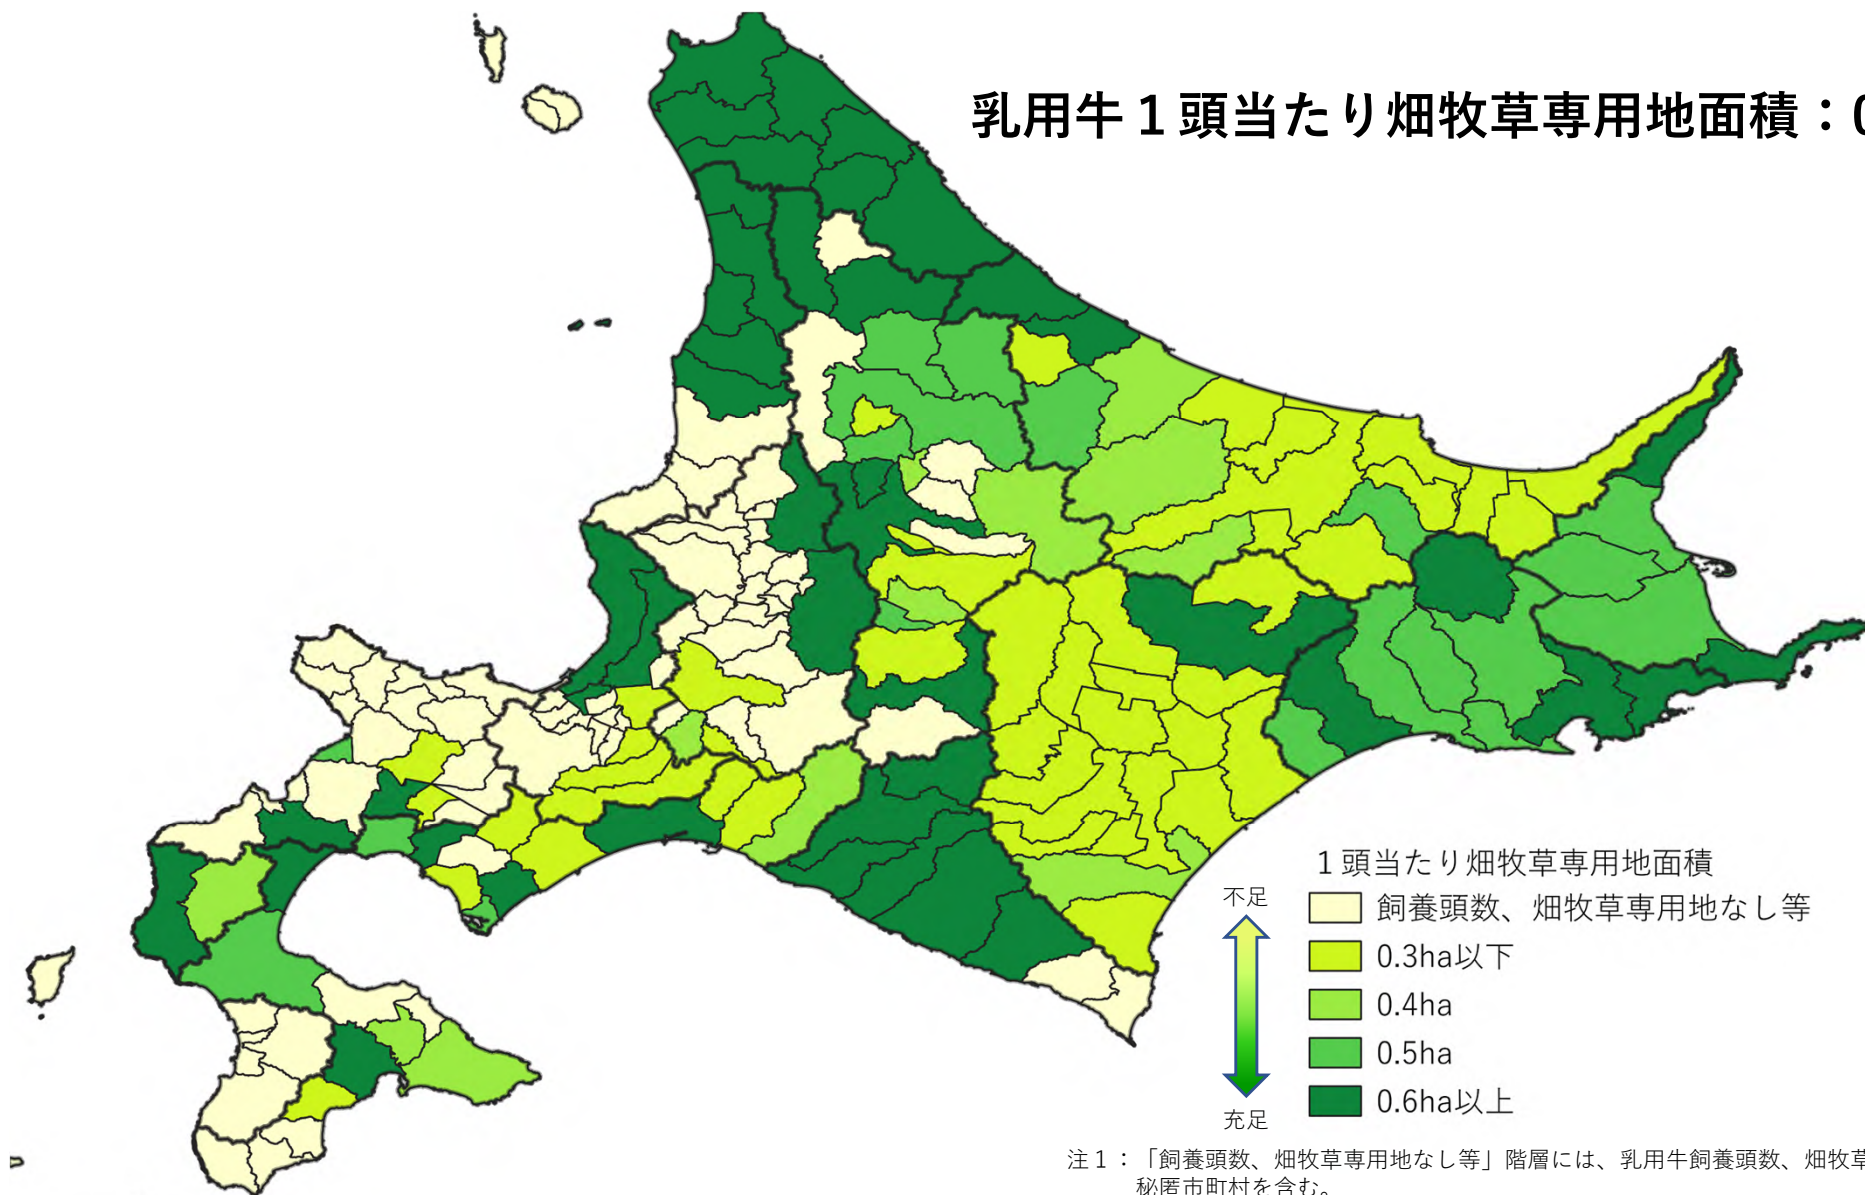 乳用牛１頭当たり畑牧草専用地面積：0
１頭当たり畑牧草専用地面積
不足
飼養頭数、畑牧草専用地なし等
0.3ha以下
0.4ha
0.5ha
0.6ha以上
充足
注１：「飼養頭数、畑牧草専用地なし等」階層には、乳用牛飼養頭数、畑牧草
秘匿市町村を含む。